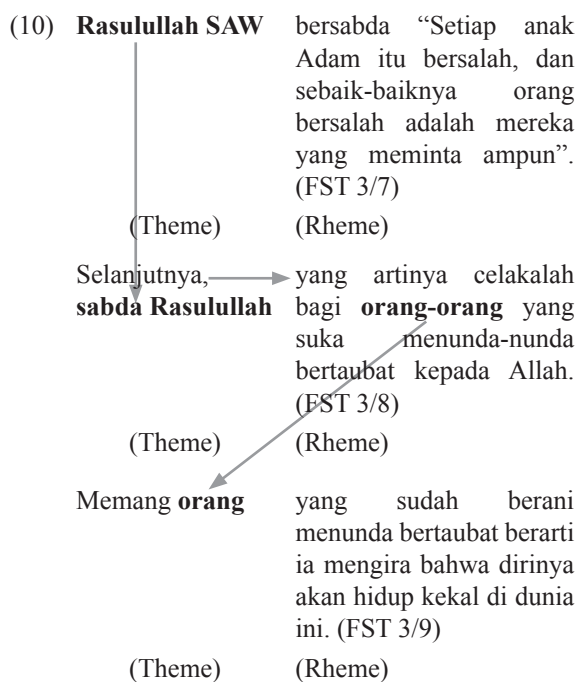 (10) Rasulullah SAW bersabda “Setiap anak
Adam itu bersalah, dan
sebaik-baiknya orang
bersalah adalah mereka
yang meminta ampun”.
(FST 3/7)
(Theme) (Rheme)
Selanjutnya, yang artinya celakalah
sabda Rasulullah bagi orang-orang yang
suka menunda-nunda
bertaubat kepada Allah.
(FST 3/8)
(Theme) (Rheme)
Memang orang yang sudah berani
menunda bertaubat berarti
ia mengira bahwa dirinya
akan hidup kekal di dunia
ini. (FST 3/9)
(Theme) (Rheme)